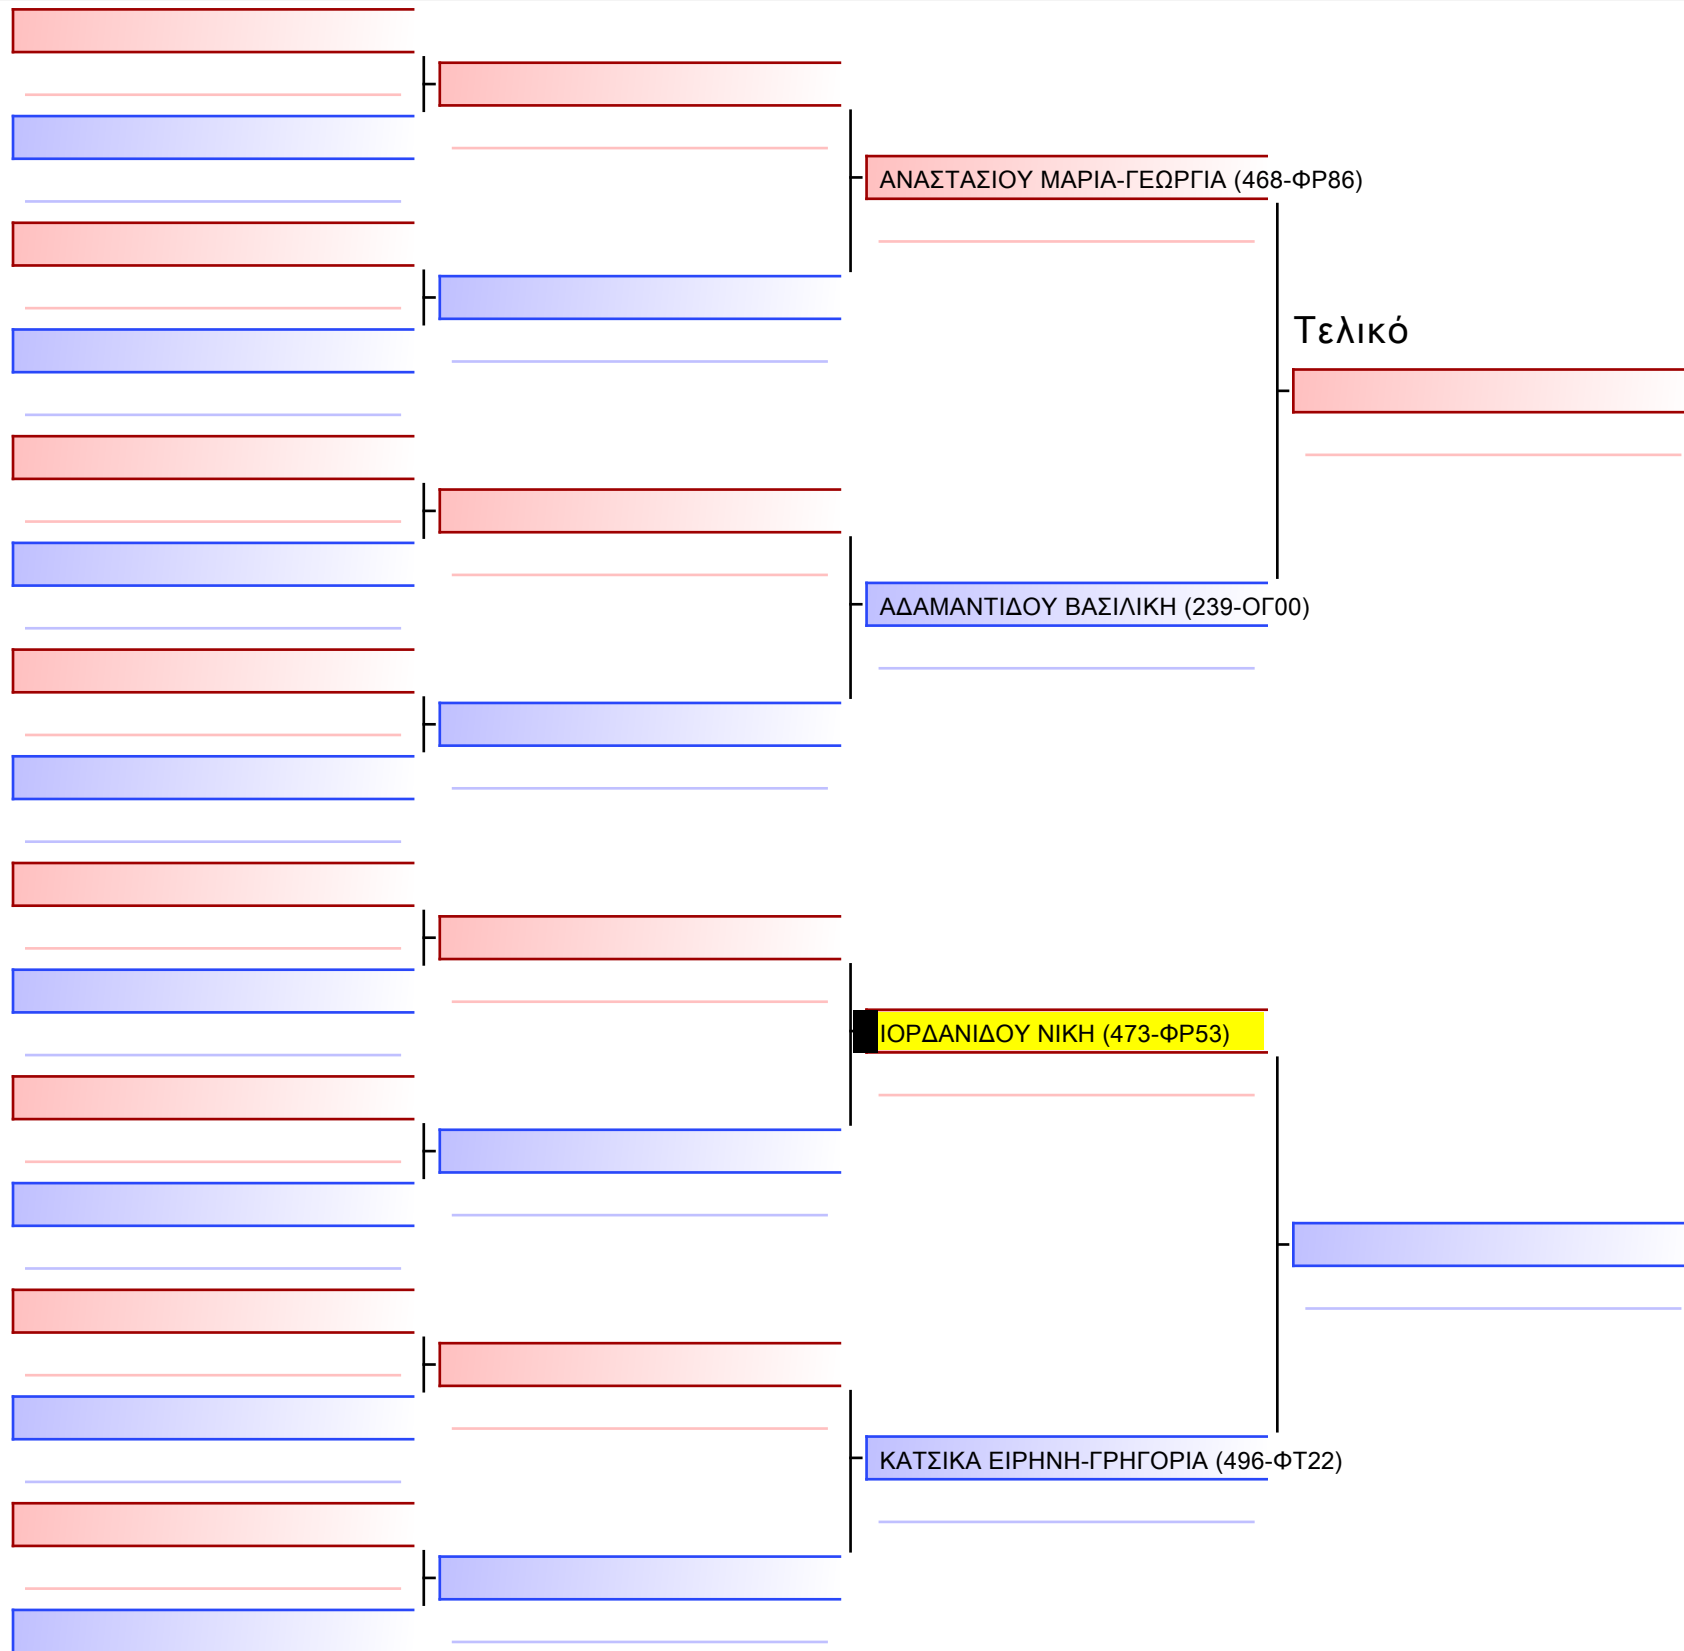 ΑΝΑΣΤΑΣΙΟΥ ΜΑΡΙΑ-ΓΕΩΡΓΙΑ (468-ΦΡ86)
Τελικό
ΑΔΑΜΑΝΤΙΔΟΥ ΒΑΣΙΛΙΚΗ (239-ΟΓ00)
ΙΟΡΔΑΝΙΔΟΥ ΝΙΚΗ (473-ΦΡ53)
ΚΑΤΣΙΚΑ ΕΙΡΗΝΗ-ΓΡΗΓΟΡΙΑ (496-ΦΤ22)